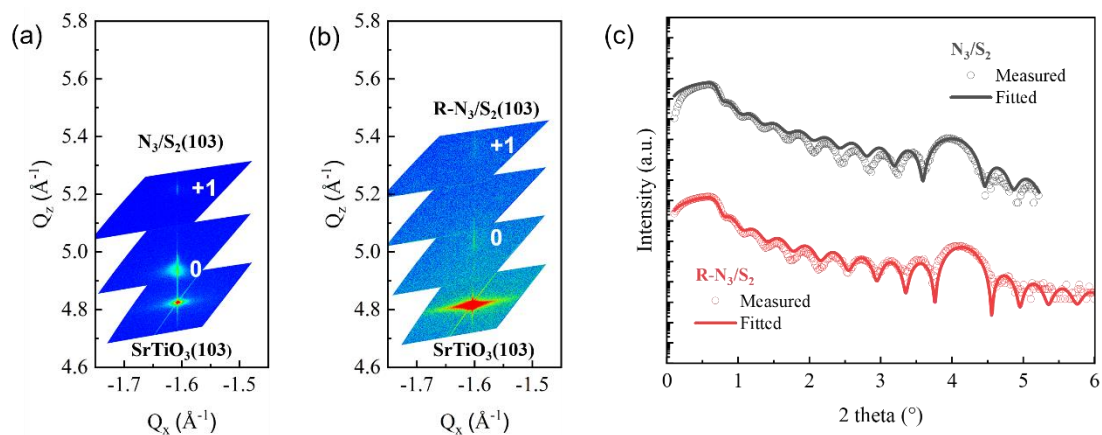 (a)
5.8
5.6
5.4
5.2
5.0
4.8
4.6
Q_z (Å⁻¹)
N₃/S₂(103)
+1
0
SrTiO₃(103)
-1.7
-1.6
-1.5
Q_x (Å⁻¹)
(b)
5.8
5.6
5.4
5.2
5.0
4.8
4.6
Q_z (Å⁻¹)
R-N₃/S₂(103)
+1
0
SrTiO₃(103)
-1.7
-1.6
-1.5
Q_x (Å⁻¹)
(c)
Intensity (a.u.)
N₃/S₂
Measured
Fitted
R-N₃/S₂
Measured
Fitted
0
1
2
3
4
5
6
2 theta (°)